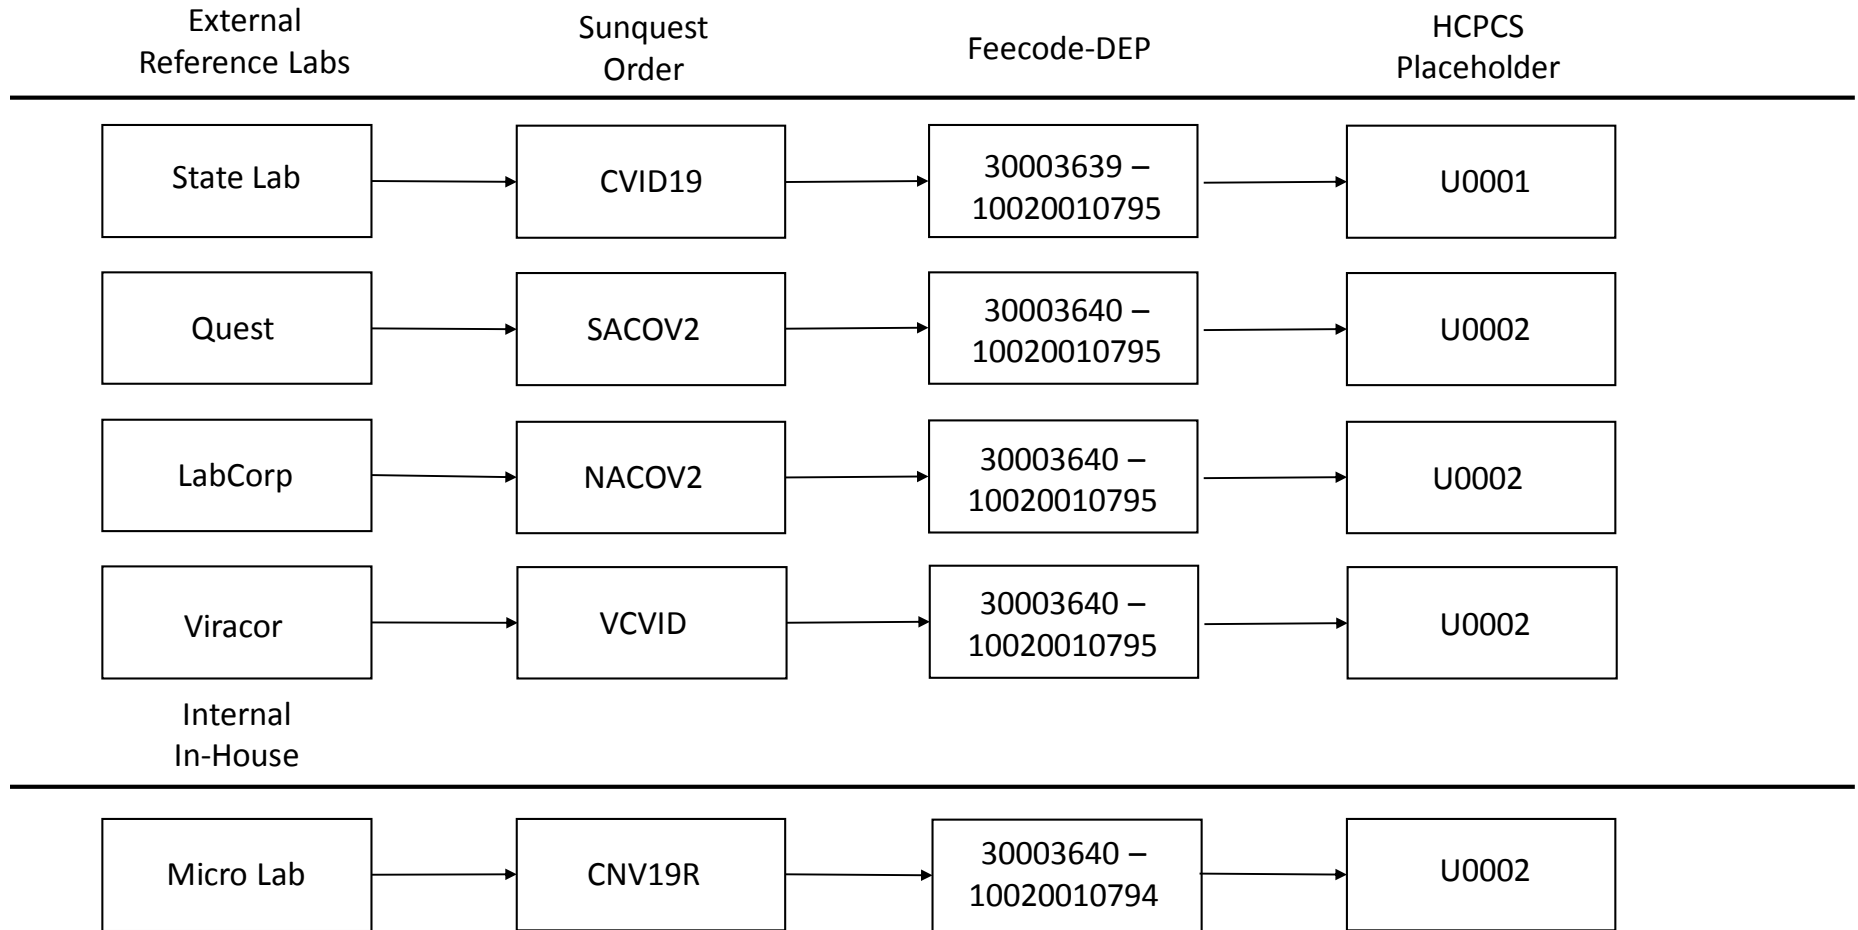 External
Reference Labs
Sunquest
Order
Feecode-DEP
HCPCS
Placeholder
State Lab
CVID19
30003639 –
10020010795
U0001
Quest
SACOV2
30003640 –
10020010795
U0002
LabCorp
NACOV2
30003640 –
10020010795
U0002
Viracor
VCVID
30003640 –
10020010795
U0002
Internal
In-House
Micro Lab
CNV19R
30003640 –
10020010794
U0002